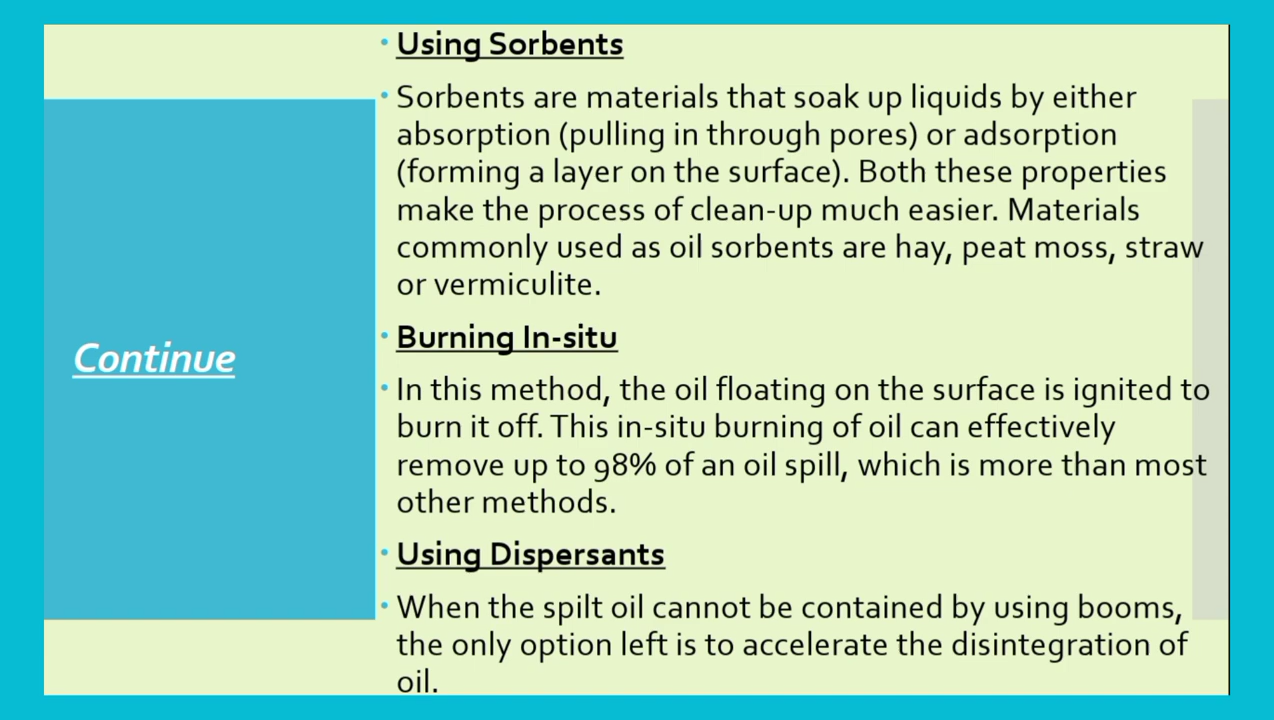 Continue
• Using Sorbents
• Sorbents are materials that soak up liquids by either
absorption (pulling in through pores) or adsorption
(forming a layer on the surface). Both these properties
make the process of clean-up much easier. Materials
commonly used as oil sorbents are hay, peat moss, straw
or vermiculite.
• Burning In-situ
• In this method, the oil floating on the surface is ignited to
burn it off. This in-situ burning of oil can effectively
remove up to 98% of an oil spill, which is more than most
other methods.
• Using Dispersants
• When the spilt oil cannot be contained by using booms,
the only option left is to accelerate the disintegration of
oil.